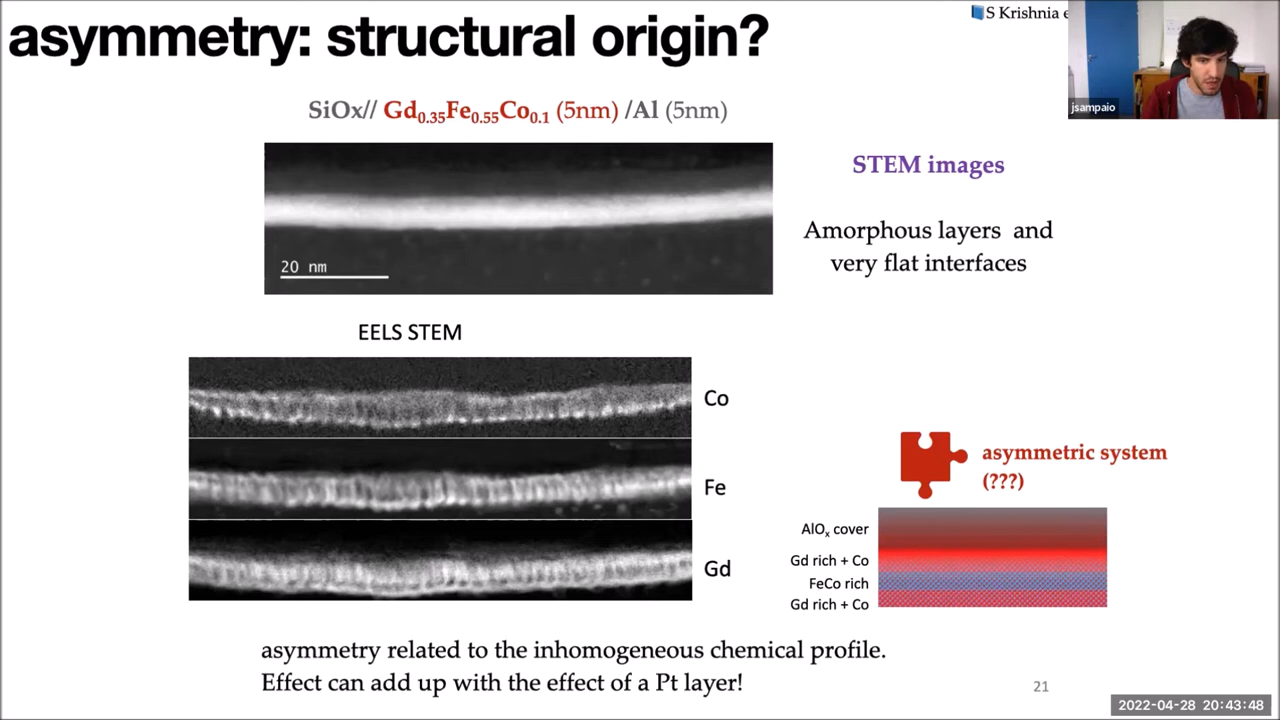 S Krishnia e
asymmetry: structural origin?
jsampaio
SiOx// Gd0.35Fe0.55Co0.1 (5nm) /Al (5nm)
STEM images
Amorphous layers and
very flat interfaces
20 nm
EELS STEM
Co
Fe
Gd
asymmetric system
(???)
AlOx cover
Gd rich + Co
FeCo rich
Gd rich + Co
asymmetry related to the inhomogeneous chemical profile.
Effect can add up with the effect of a Pt layer!
21
2022-04-28 20:43:48